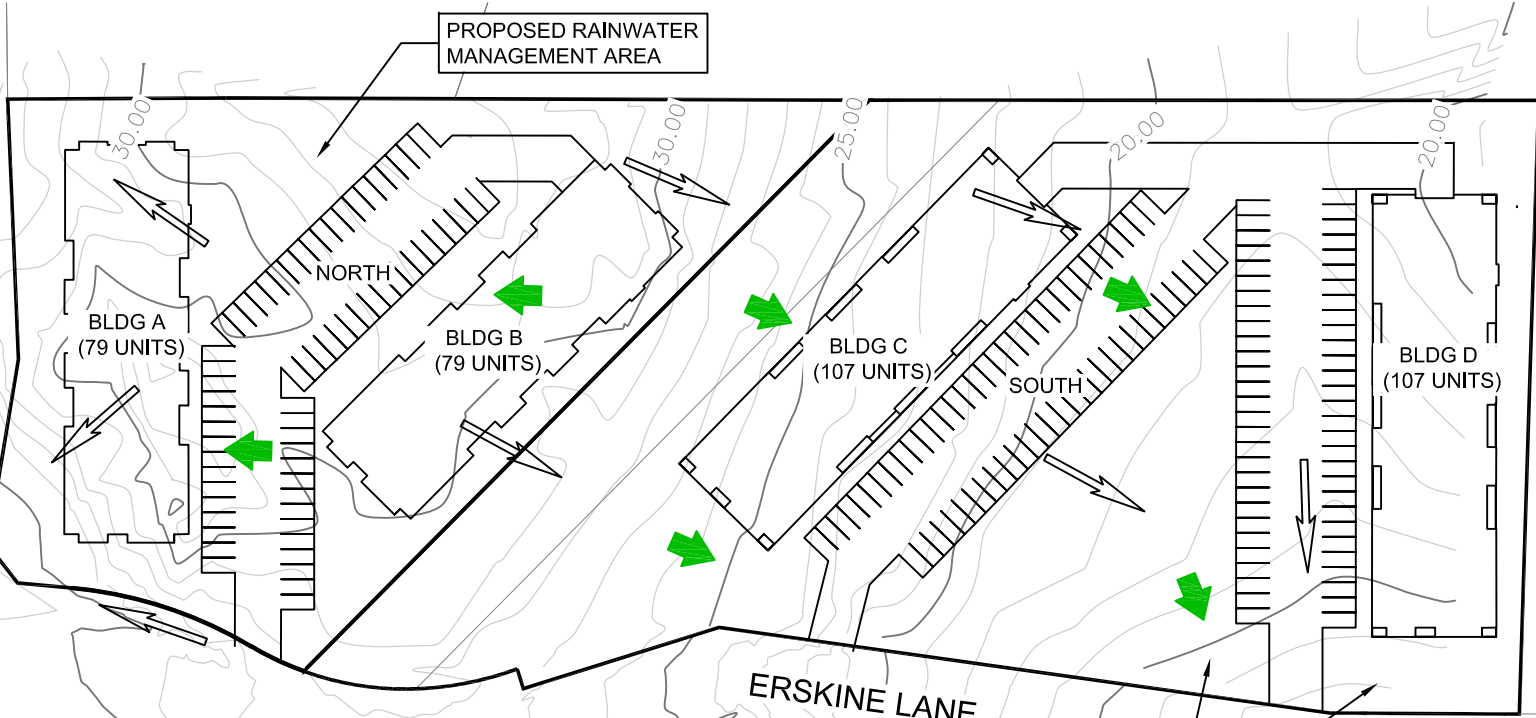 PROPOSED RAINWATER
MANAGEMENT AREA
30.00
30.00
25.00
20.00
20.00
NORTH
BLDG A
(79 UNITS)
BLDG B
(79 UNITS)
BLDG C
(107 UNITS)
SOUTH
BLDG D
(107 UNITS)
ERSKINE LANE